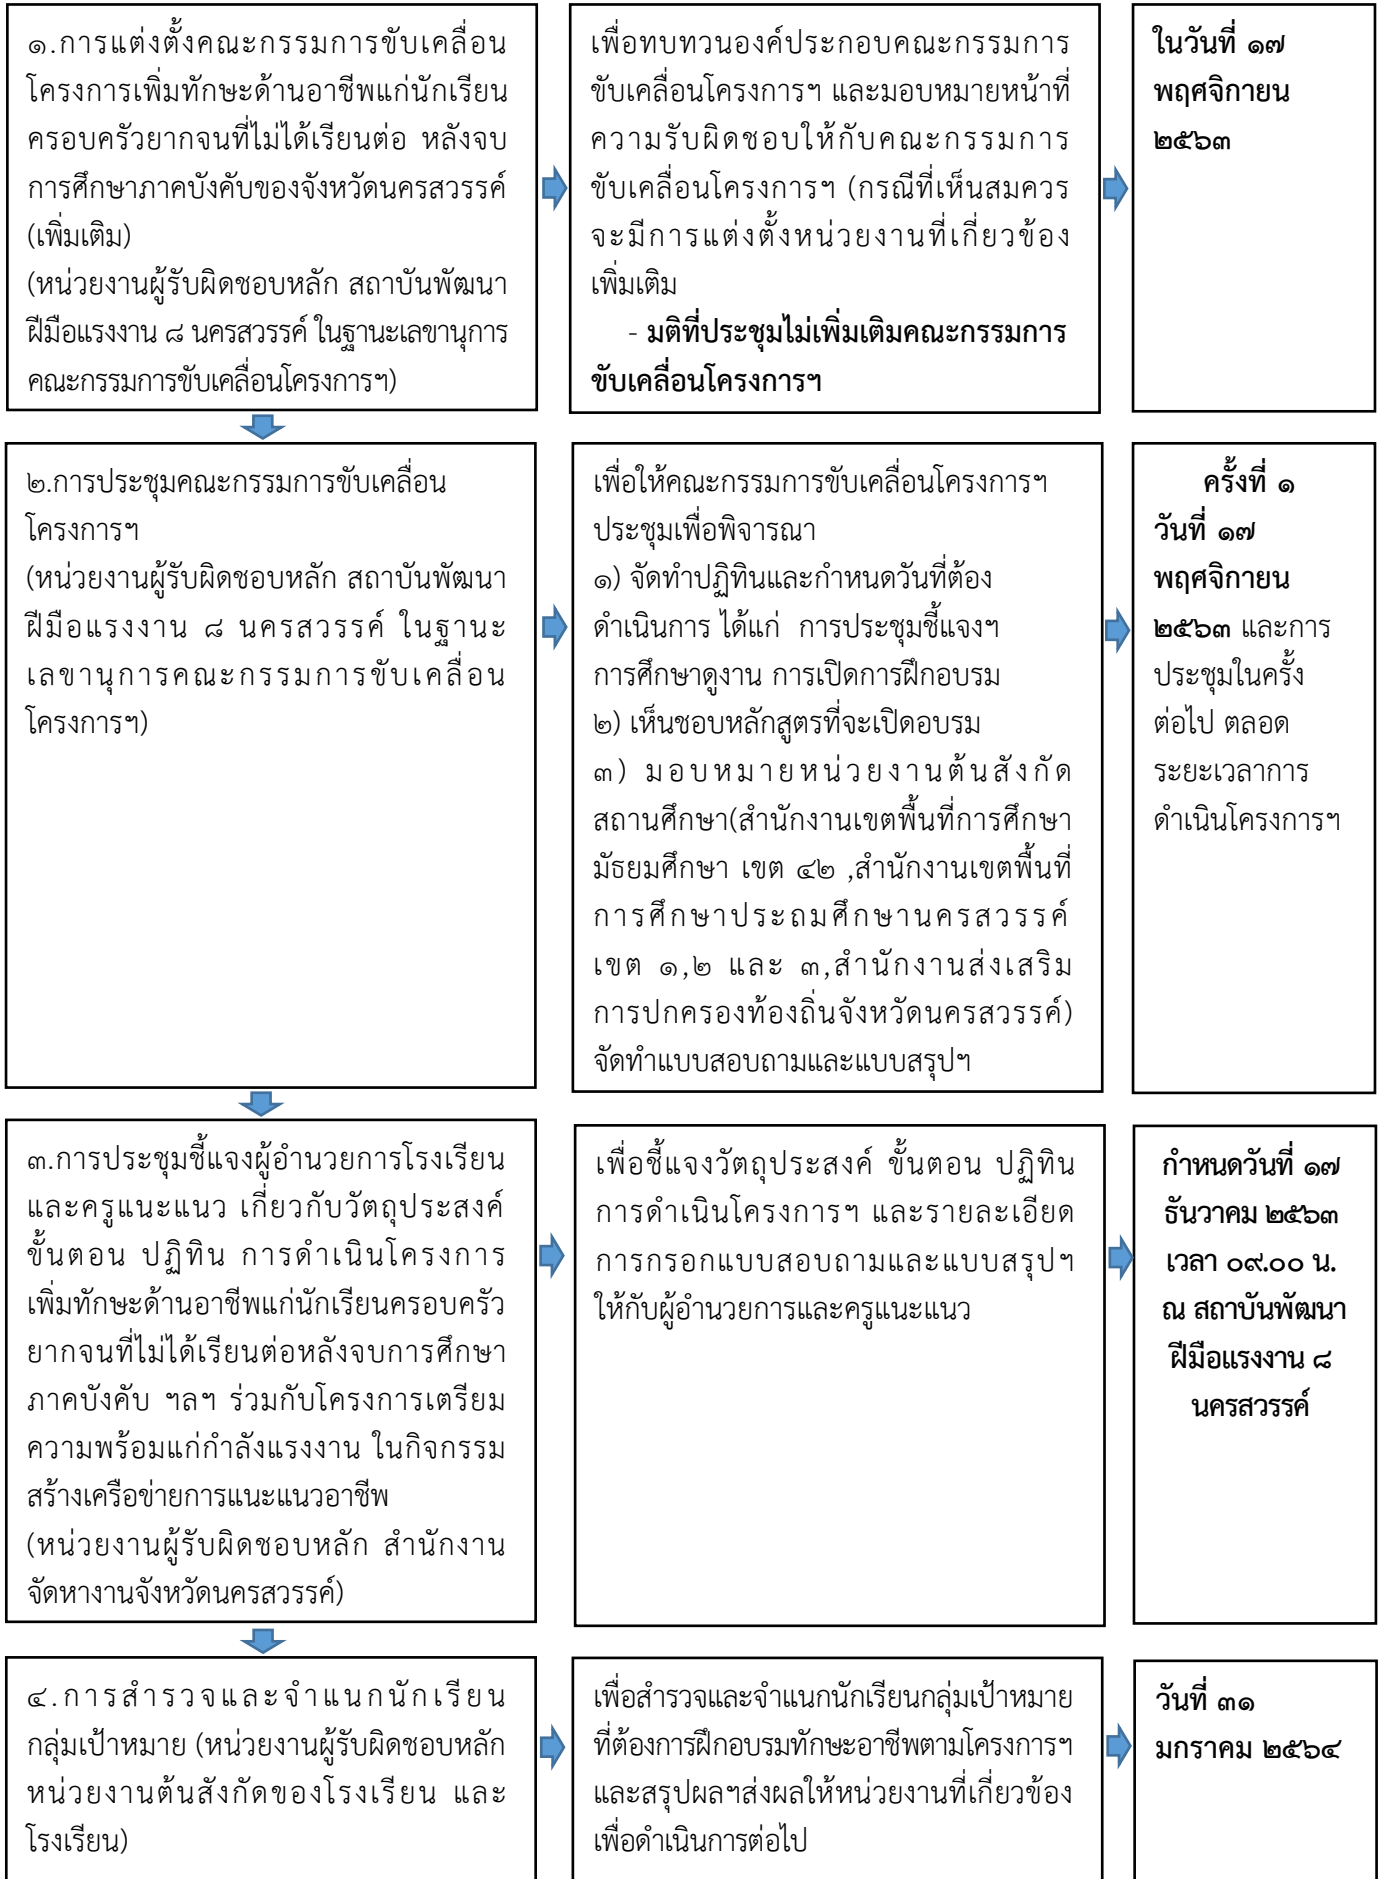 ๑.การแต่งตั้งคณะกรรมการขับเคลื่อน
โครงการเพิ่มทักษะด้านอาชีพแก่นักเรียน
ครอบครัวยากจนที่ไม่ได้เรียนต่อ หลังจบ
การศึกษาภาคบังคับของจังหวัดนครสวรรค์
(เพิ่มเติม)
(หน่วยงานผู้รับผิดชอบหลัก สถาบันพัฒนา
ฝีมือแรงงาน ๘ นครสวรรค์ ในฐานะเลขานุการ
คณะกรรมการขับเคลื่อนโครงการฯ)
เพื่อทบทวนองค์ประกอบคณะกรรมการ
ขับเคลื่อนโครงการฯ และมอบหมายหน้าที่
ความรับผิดชอบให้กับคณะกรรมการ
ขับเคลื่อนโครงการฯ (กรณีที่เห็นสมควร
จะมีการแต่งตั้งหน่วยงานที่เกี่ยวข้อง
เพิ่มเติม
- มติที่ประชุมไม่เพิ่มเติมคณะกรรมการ
ขับเคลื่อนโครงการฯ
ในวันที่ ๑๗
พฤศจิกายน
๒๕๖๓
๒.การประชุมคณะกรรมการขับเคลื่อน
โครงการฯ
(หน่วยงานผู้รับผิดชอบหลัก สถาบันพัฒนา
ฝีมือแรงงาน ๘ นครสวรรค์ ในฐานะ
เลขานุการคณะกรรมการขับเคลื่อน
โครงการฯ)
เพื่อให้คณะกรรมการขับเคลื่อนโครงการฯ
ประชุมเพื่อพิจารณา
๑) จัดทำปฏิทินและกำหนดวันที่ต้อง
ดำเนินการ ได้แก่ การประชุมชี้แจงฯ
การศึกษาดูงาน การเปิดการฝึกอบรม
๒) เห็นชอบหลักสูตรที่จะเปิดอบรม
๓) มอบหมายหน่วยงานต้นสังกัด
สถานศึกษา(สำนักงานเขตพื้นที่การศึกษา
มัธยมศึกษา เขต ๔๒ ,สำนักงานเขตพื้นที่
การศึกษาประถมศึกษานครสวรรค์
เขต ๑,๒ และ ๓,สำนักงานส่งเสริม
การปกครองท้องถิ่นจังหวัดนครสวรรค์)
จัดทำแบบสอบถามและแบบสรุปฯ
ครั้งที่ ๑
วันที่ ๑๗
พฤศจิกายน
๒๕๖๓ และการ
ประชุมในครั้ง
ต่อไป ตลอด
ระยะเวลาการ
ดำเนินโครงการฯ
๓.การประชุมชี้แจงผู้อำนวยการโรงเรียน
และครูแนะแนว เกี่ยวกับวัตถุประสงค์
ขั้นตอน ปฏิทิน การดำเนินโครงการ
เพิ่มทักษะด้านอาชีพแก่นักเรียนครอบครัว
ยากจนที่ไม่ได้เรียนต่อหลังจบการศึกษา
ภาคบังคับ ฯลฯ ร่วมกับโครงการเตรียม
ความพร้อมแก่กำลังแรงงาน ในกิจกรรม
สร้างเครือข่ายการแนะแนวอาชีพ
(หน่วยงานผู้รับผิดชอบหลัก สำนักงาน
จัดหางานจังหวัดนครสวรรค์)
เพื่อชี้แจงวัตถุประสงค์ ขั้นตอน ปฏิทิน
การดำเนินโครงการฯ และรายละเอียด
การกรอกแบบสอบถามและแบบสรุปฯ
ให้กับผู้อำนวยการและครูแนะแนว
กำหนดวันที่ ๑๗
ธันวาคม ๒๕๖๓
เวลา ๐๙.๐๐ น.
ณ สถาบันพัฒนา
ฝีมือแรงงาน ๘
นครสวรรค์
๔.การสำรวจและจำแนกนักเรียน
กลุ่มเป้าหมาย (หน่วยงานผู้รับผิดชอบหลัก
หน่วยงานต้นสังกัดของโรงเรียน และ
โรงเรียน)
เพื่อสำรวจและจำแนกนักเรียนกลุ่มเป้าหมาย
ที่ต้องการฝึกอบรมทักษะอาชีพตามโครงการฯ
และสรุปผลฯส่งผลให้หน่วยงานที่เกี่ยวข้อง
เพื่อดำเนินการต่อไป
วันที่ ๓๑
มกราคม ๒๕๖๔